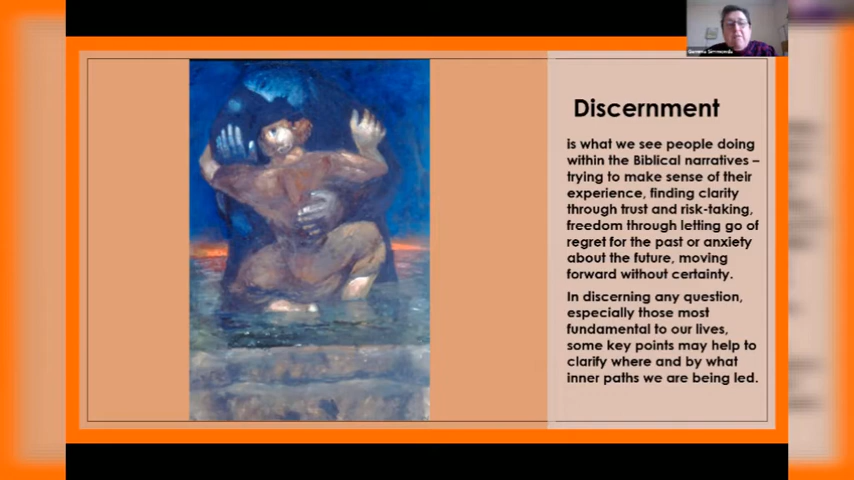 Gemma Simmonds
Discernment
is what we see people doing
within the Biblical narratives –
trying to make sense of their
experience, finding clarity
through trust and risk-taking,
freedom through letting go of
regret for the past or anxiety
about the future, moving
forward without certainty.
In discerning any question,
especially those most
fundamental to our lives,
some key points may help to
clarify where and by what
inner paths we are being led.